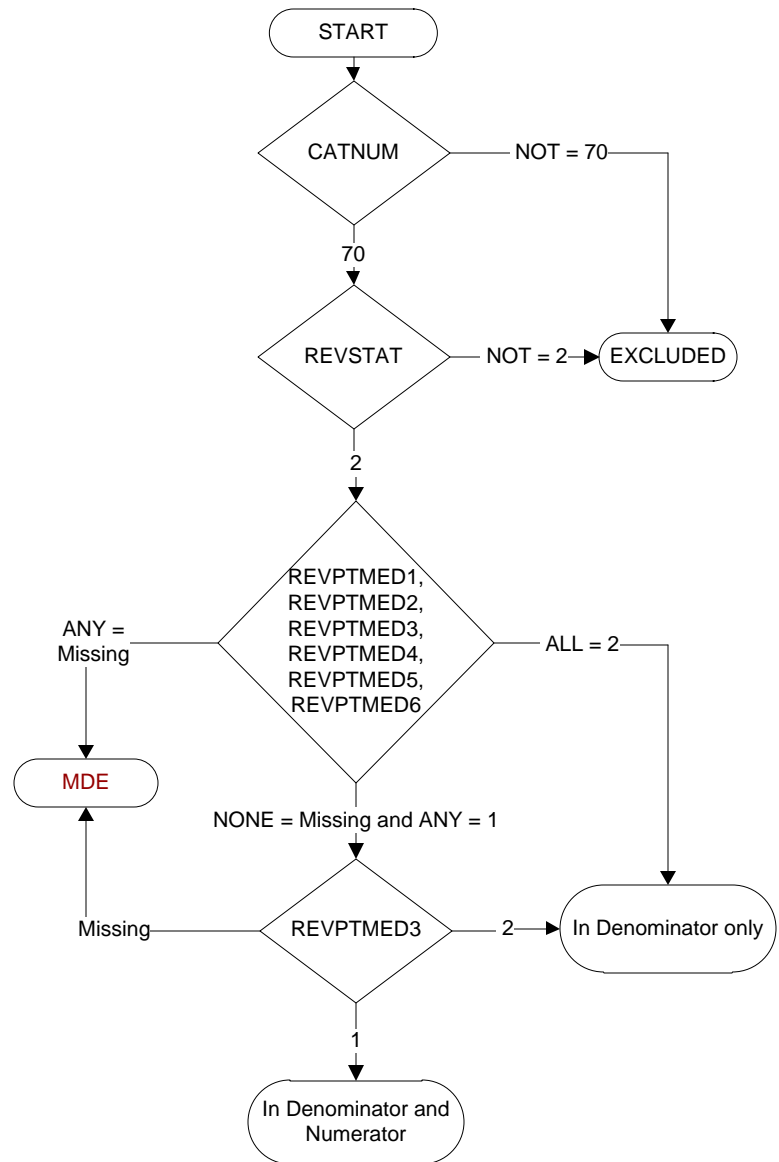 START
CATNUM
NOT = 70
70
REVSTAT
NOT = 2
EXCLUDED
2
REVPTMED1,
REVPTMED2,
REVPTMED3,
REVPTMED4,
REVPTMED5,
REVPTMED6
ANY =
Missing
ALL = 2
MDE
NONE = Missing and ANY = 1
Missing
REVPTMED3
2
In Denominator only
1
In Denominator and
Numerator